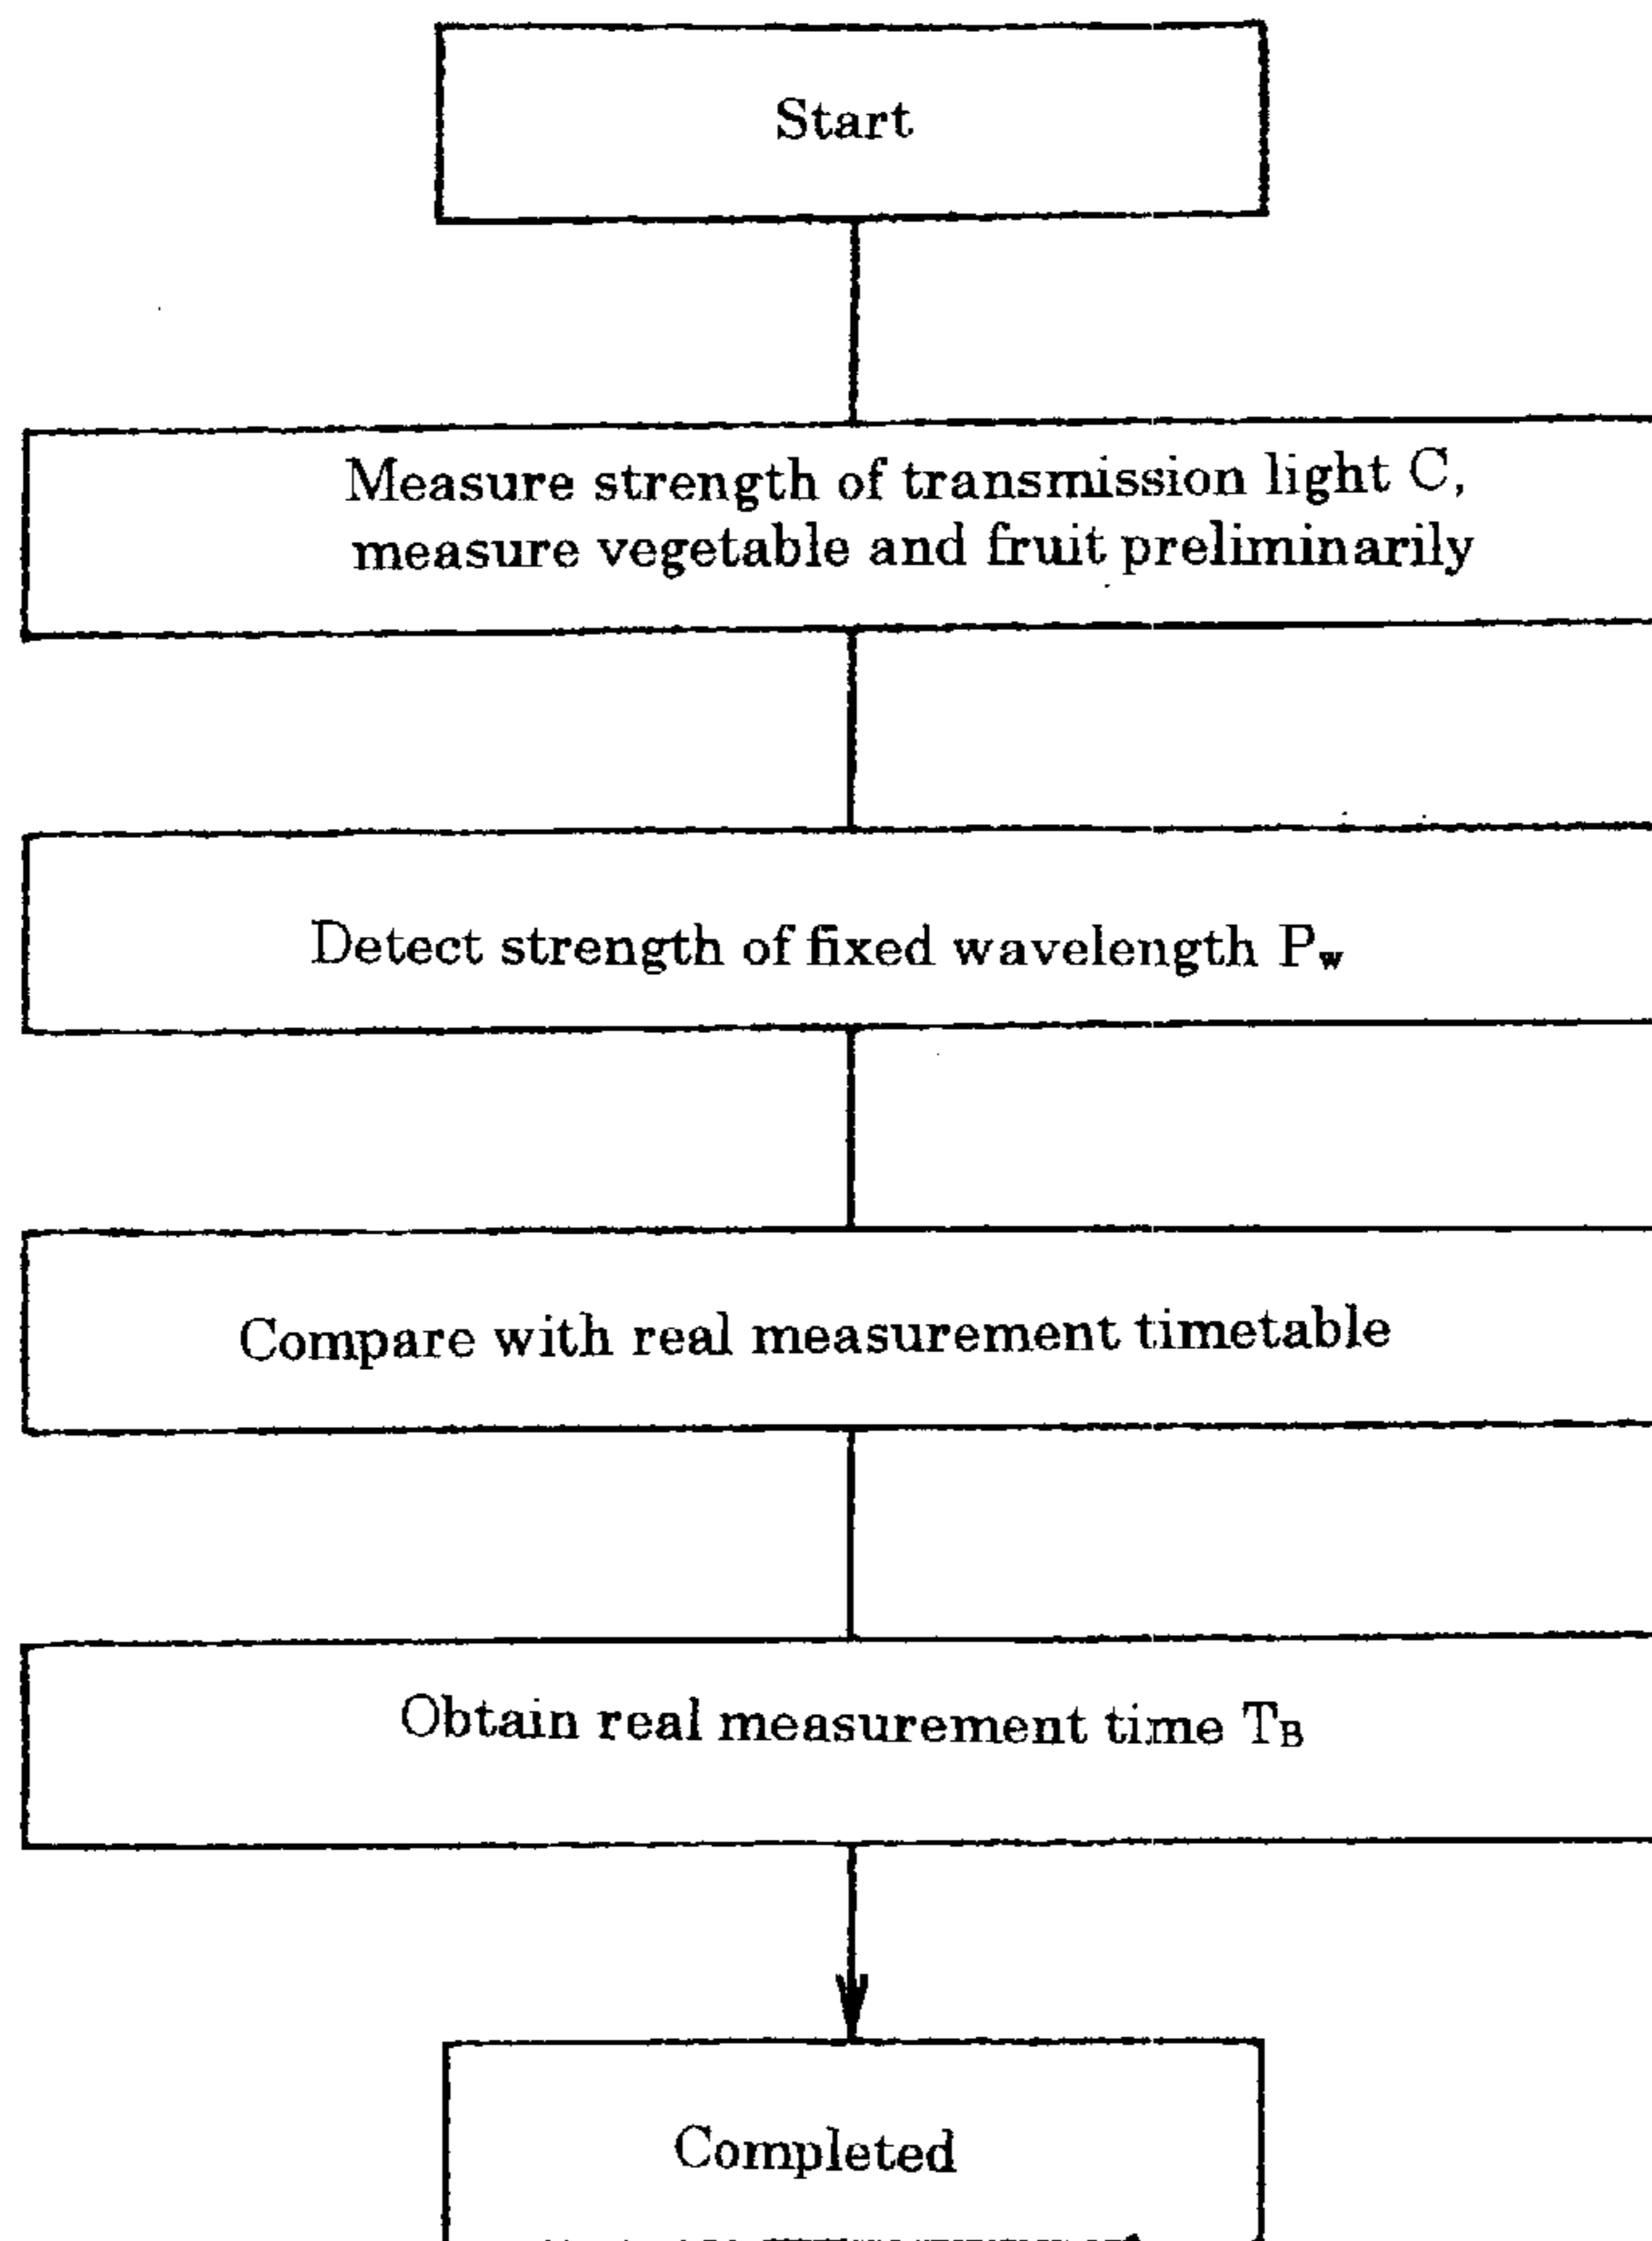 Start
Measure strength of transmission light C,
measure vegetable and fruit preliminarily
Detect strength of fixed wavelength Pw
Compare with real measurement timetable
Obtain real measurement time TB
Completed